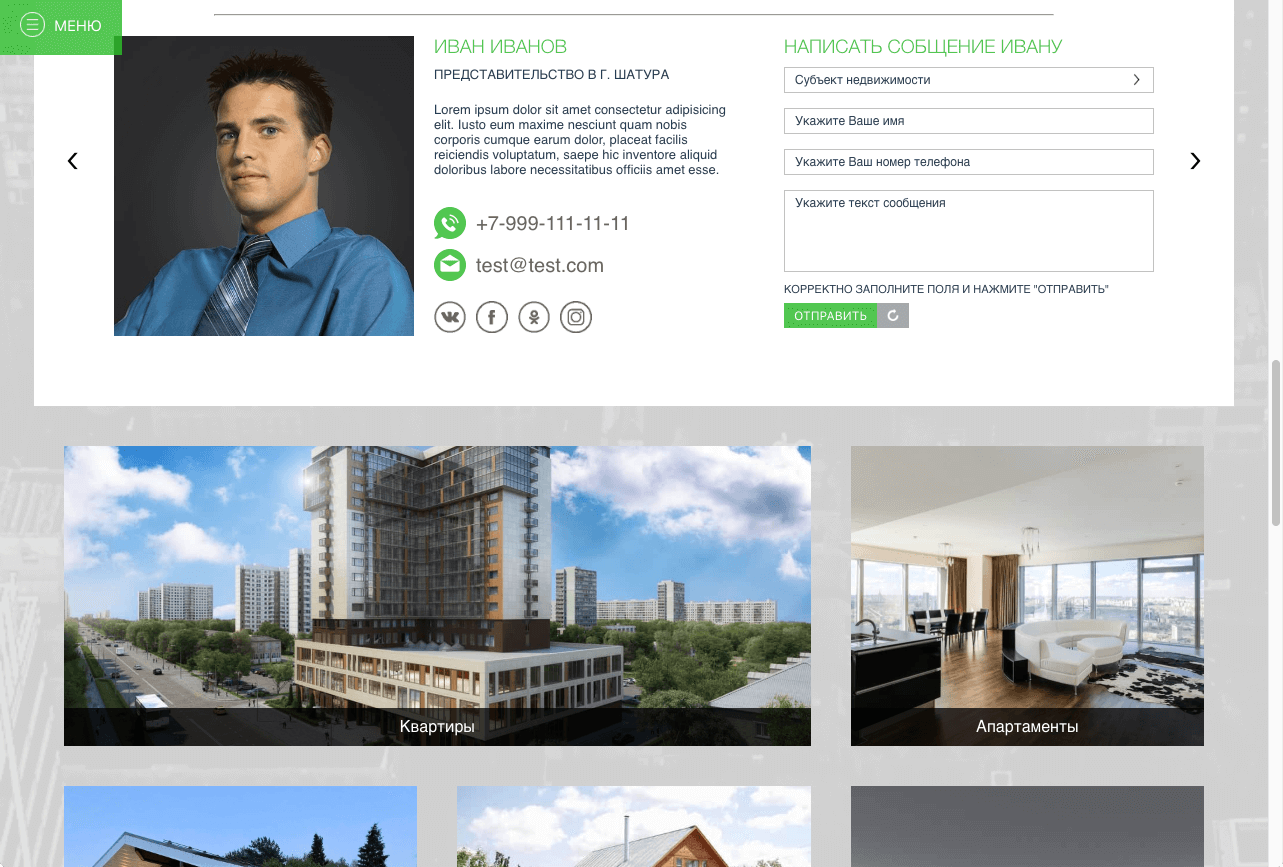 МЕНЮ
ИВАН ИВАНОВ
ПРЕДСТАВИТЕЛЬСТВО В Г. ШАТУРА
Lorem ipsum dolor sit amet consectetur adipisicing
elit. Iusto eum maxime nesciunt quam nobis
corporis cumque earum dolor, placeat facilis
reiciendis voluptatum, saepe hic inventore aliquid
doloribus labore necessitatibus officiis amet esse.
+7-999-111-11-11
test@test.com
НАПИСАТЬ СОБЩЕНИЕ ИВАНУ
Субъект недвижимости
Укажите Ваше имя
Укажите Ваш номер телефона
Укажите текст сообщения
КОРРЕКТНО ЗАПОЛНИТЕ ПОЛЯ И НАЖМИТЕ "ОТПРАВИТЬ"
ОТПРАВИТЬ
Квартиры
Апартаменты